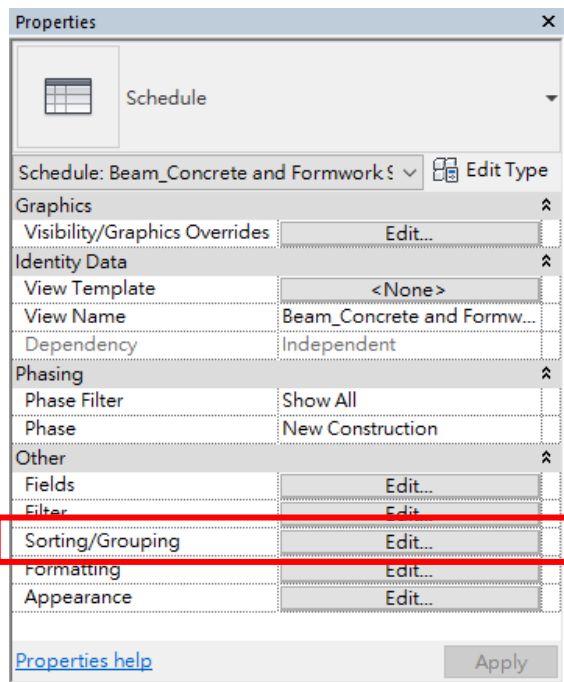 Properties
Schedule
Schedule: Beam_Concrete and Formwork S Edit Type
Graphics
Visibility/Graphics Overrides Edit...
Identity Data
View Template <None>
View Name Beam_Concrete and Formw...
Dependency Independent
Phasing
Phase Filter Show All
Phase New Construction
Other
Fields Edit...
Filter Edit...
Sorting/Grouping Edit...
Formatting Edit...
Appearance Edit...
Properties help Apply